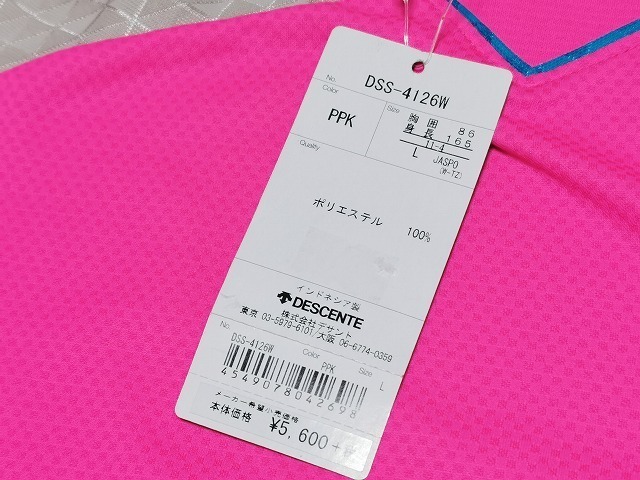 No. DSS-4126W
Color PPK
Size 胸囲 86
身長 165
11-4
L JASPO
(W-TZ)
Quality
ポリエステル 100%
インドネシア製
DESCENTE
株式会社デサント
東京 03-5979-6101/大阪 06-6774-0359
No. DSS-4126W Color PPK Size L
4549078042698
メーカー希望小売価格
本体価格 ¥5,600+